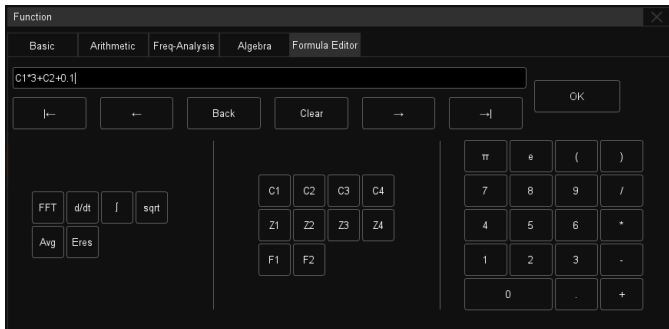 Function
Basic Arithmetic Freq-Analysis Algebra Formula Editor
C1*3+C2+0.1
OK
|← ← Back Clear → →|
π e ( )
C1 C2 C3 C4 7 8 9 /
FFT d/dt ∫ sqrt
Z1 Z2 Z3 Z4 4 5 6 *
Avg Eres
F1 F2 1 2 3 -
0 . +